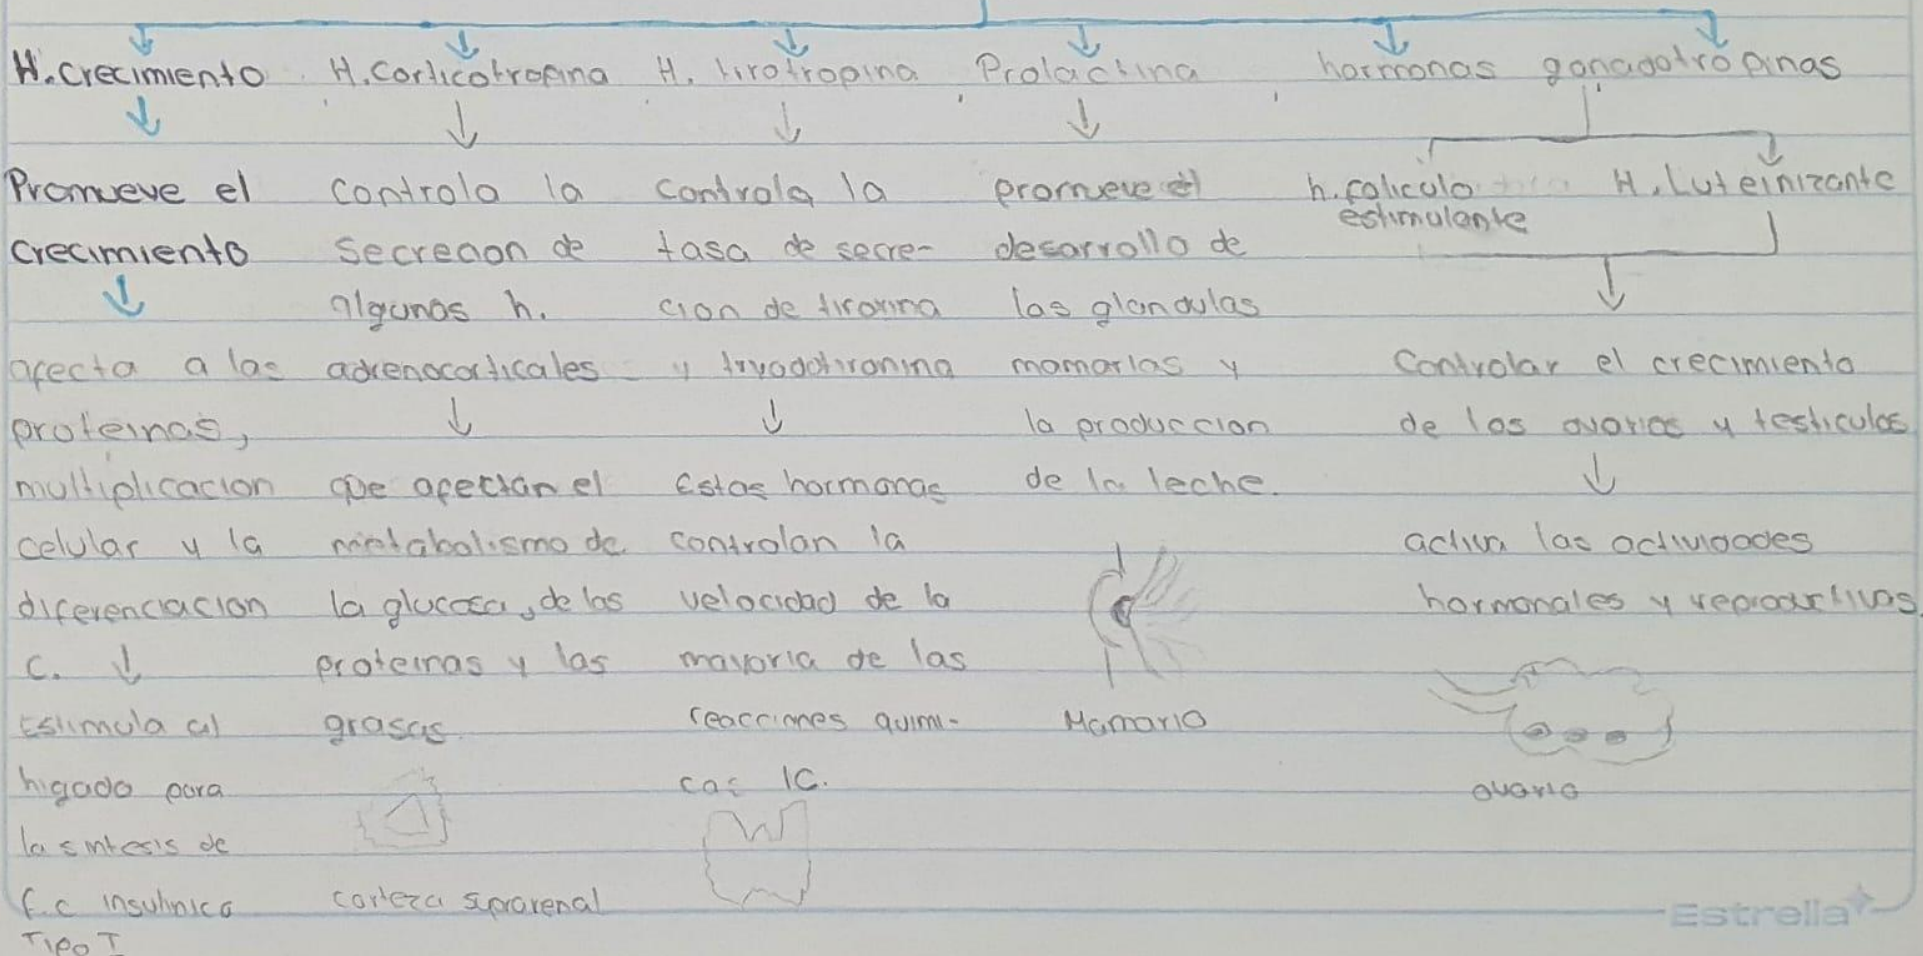 H. Crecimiento
Promueve el
crecimiento
afecta a las
proteinas,
multiplicacion
celular y la
diferenciacion
c.
Estimula al
higado para
la sintesis de
f.c insulinico
Tipo I
H. Corticotropina
Controla la
secrecion de
algunas h.
adrenocorticales
que afectan el
metabolismo de
la glucosa, de las
proteinas y las
grasas
corteza suprarenal
H. tirotropina
controla la
tasa de secre-
cion de tiroxina
y tryodotironina
Estas hormonas
controlan la
velocidad de la
mayoria de las
reacciones quimi-
cas IC.
Prolactina
promueve el
desarrollo de
las glandulas
mamarias y
la produccion
de la leche.
Mamario
hormonas gonadotropinas
h. foliculo
estimulante
H. Luteinizante
Controlar el crecimiento
de los ovarios y testiculos
activa las actividades
hormonales y reproductivas
ovario
Estrella